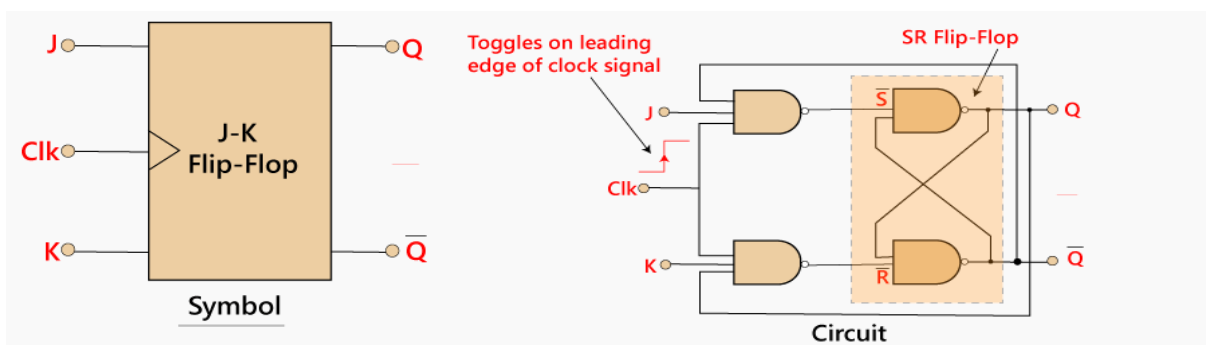 J
Q
J-K
Flip-Flop
Clk
K
Q̅
Symbol
Toggles on leading
edge of clock signal
SR Flip-Flop
J
S̅
Q
Clk
K
R̅
Q̅
Circuit